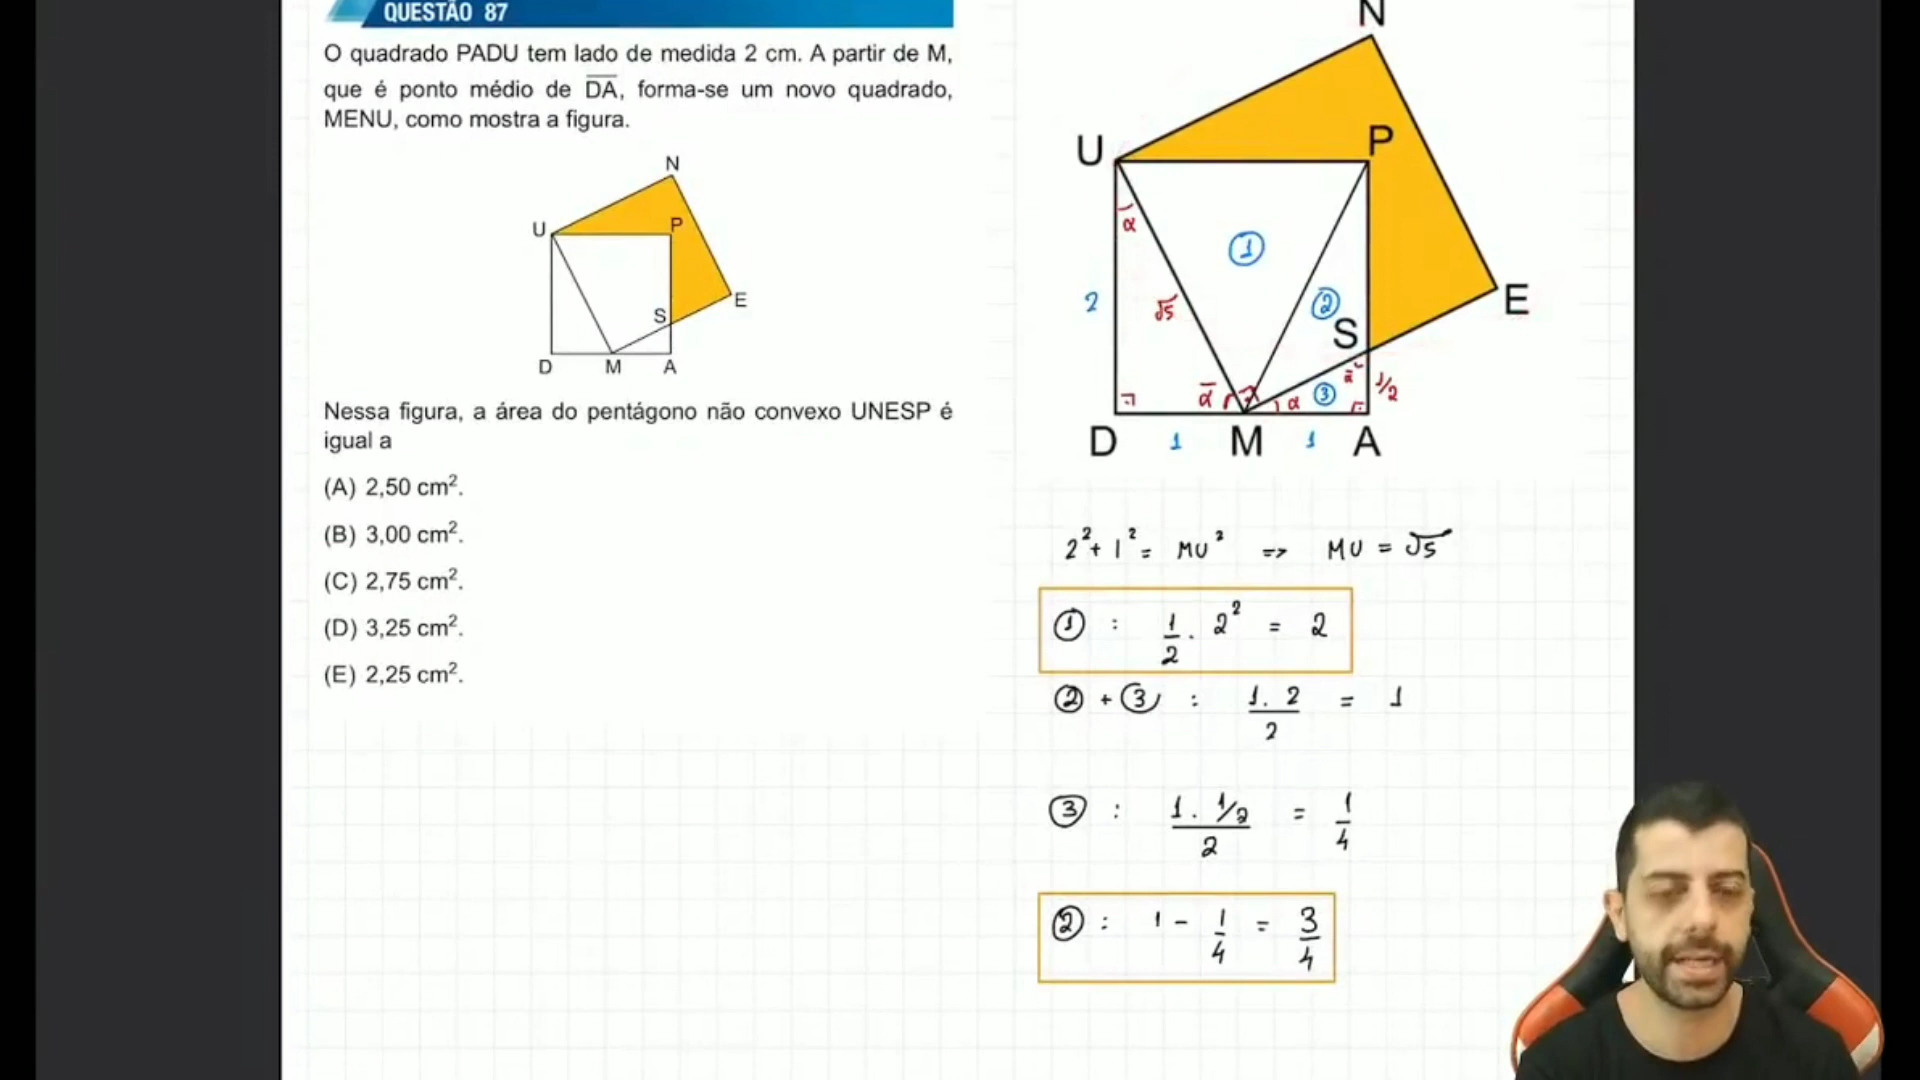 QUESTÃO 87
O quadrado PADU tem lado de medida 2 cm. A partir de M,
que é ponto médio de DA, forma-se um novo quadrado,
MENU, como mostra a figura.
N
U
P
E
S
D
M
A
Nessa figura, a área do pentágono não convexo UNESP é
igual a
(A) 2,50 cm².
(B) 3,00 cm².
(C) 2,75 cm².
(D) 3,25 cm².
(E) 2,25 cm².
N
U
P
α
1
2
√5
2
S
E
α
1/2
α
α
3
D
1
M
1
A
2² + 1² = MU² => MU = √5
1 : 1/2 . 2² = 2
2 + 3 : 1. 2/2 = 1
3 : 1. 1/2/2 = 1/4
2 : 1 - 1/4 = 3/4